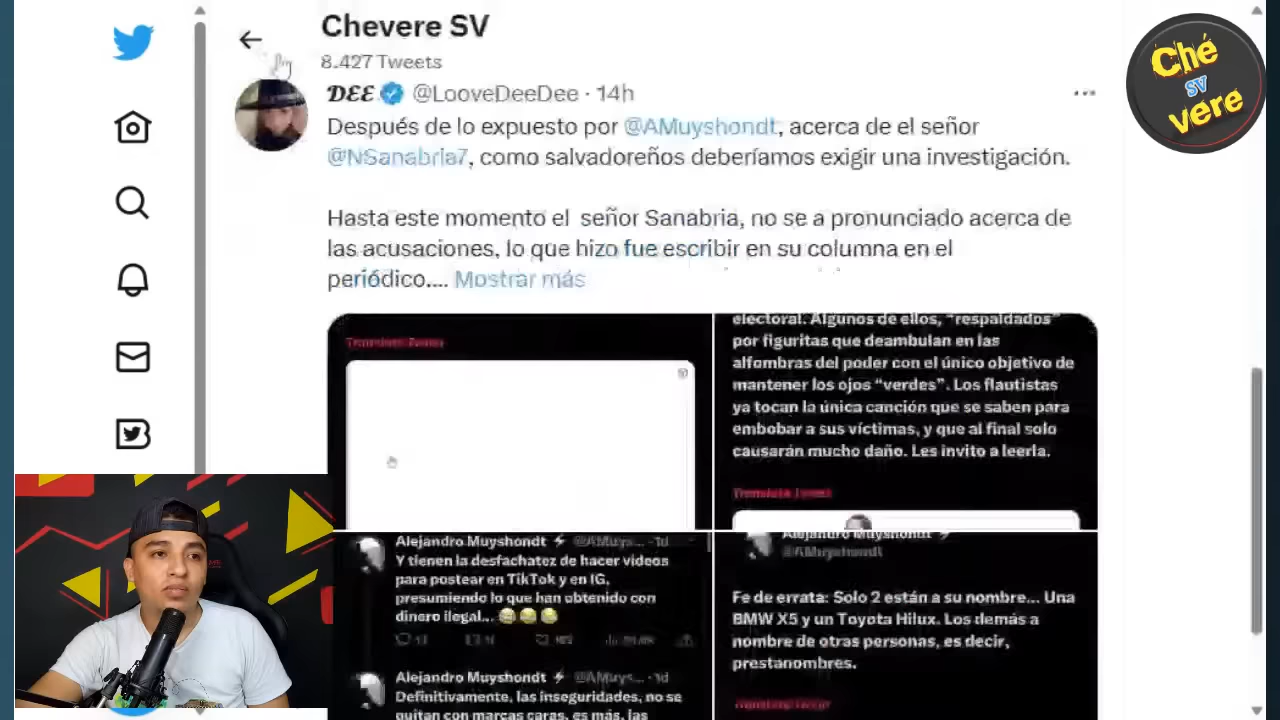 Chevere SV
8.427 Tweets
DEE @LooveDeeDee · 14h
Después de lo expuesto por @AMuyshondt, acerca de el señor
@NSanabria7, como salvadoreños deberíamos exigir una investigación.
Hasta este momento el señor Sanabria, no se a pronunciado acerca de
las acusaciones, lo que hizo fue escribir en su columna en el
periódico.... Mostrar más
electoral. Algunos de ellos, "respaldados"
por figuritas que deambulan en las
alfombras del poder con el único objetivo de
mantener los ojos "verdes". Los flautistas
ya tocan la única canción que se saben para
embobar a sus víctimas, y que al final solo
causarán mucho daño. Les invito a leerla.
Alejandro Muyshondt @AMuys... · 1d
Y tienen la desfachatez de hacer videos
para postear en TikTok y en IG,
presumiendo lo que han obtenido con
dinero ilegal...
Alejandro Muyshondt @AMuys... · 1d
Definitivamente, las inseguridades, no se
quitan con marcas caras, es más, las
Alejandro Muyshondt
@AMuyshondt
Fe de errata: Solo 2 están a su nombre... Una
BMW X5 y un Toyota Hilux. Los demás a
nombre de otras personas, es decir,
prestanombres.
Ché
SV
vere